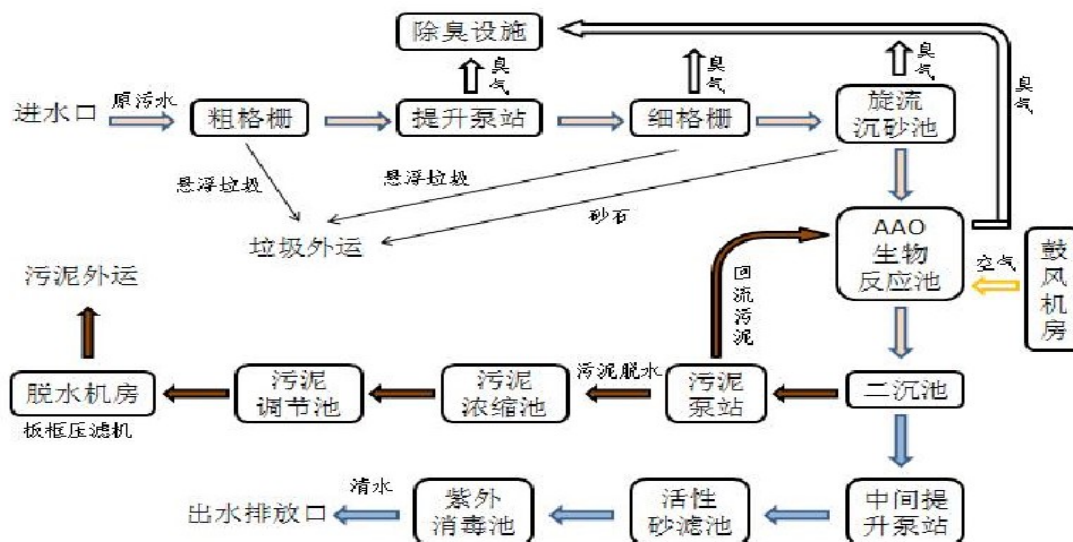 除臭设施
臭气
臭气
臭气
臭气
进水口
原污水
粗格栅
提升泵站
细格栅
旋流
沉砂池
悬浮垃圾
悬浮垃圾
砂石
垃圾外运
AAO
生物
反应池
空气
鼓风机房
污泥外运
回流污泥
脱水机房
板框压滤机
污泥
调节池
污泥
浓缩池
污泥脱水
污泥
泵站
二沉池
出水排放口
清水
紫外
消毒池
活性
砂滤池
中间提
升泵站